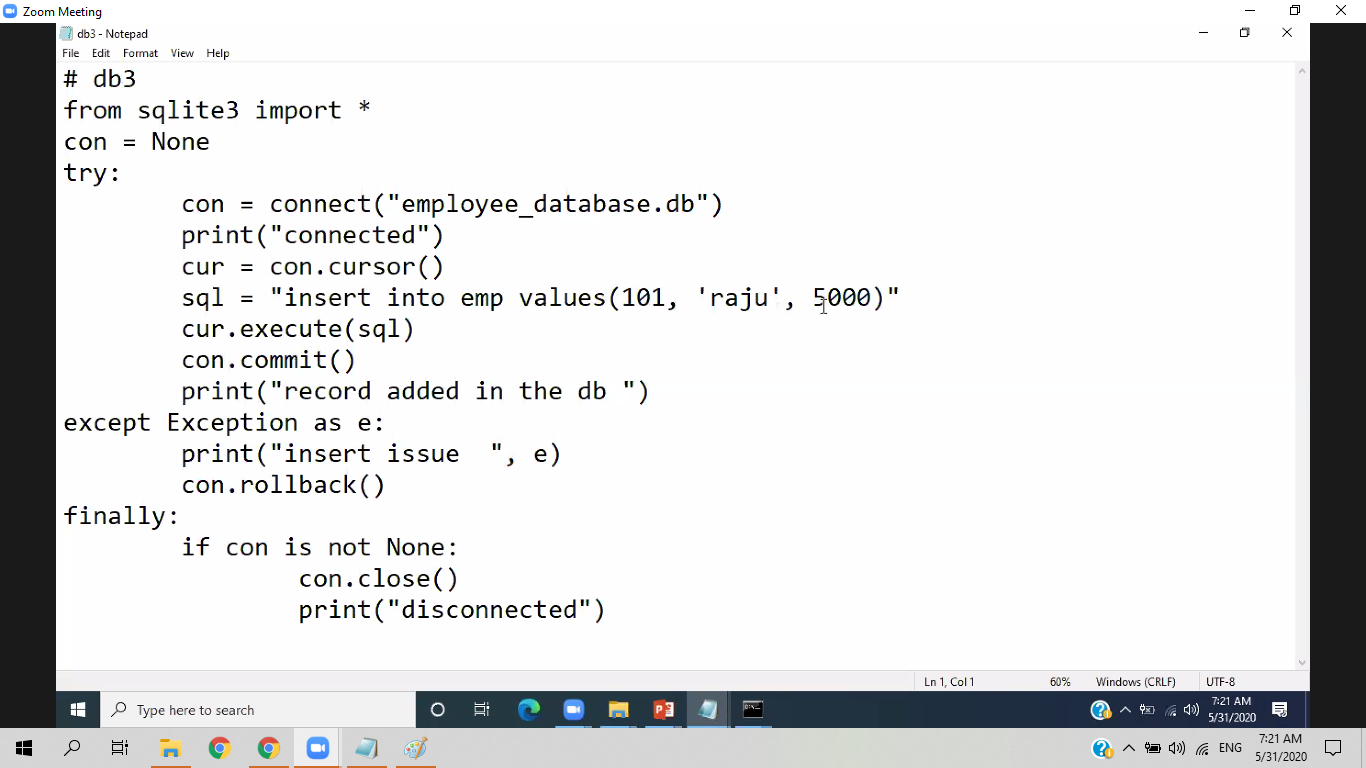 Zoom Meeting
db3 - Notepad
File Edit Format View Help
# db3
from sqlite3 import *
con = None
try:
        con = connect("employee_database.db")
        print("connected")
        cur = con.cursor()
        sql = "insert into emp values(101, 'raju', 5000)"
        cur.execute(sql)
        con.commit()
        print("record added in the db ")
except Exception as e:
        print("insert issue  ", e)
        con.rollback()
finally:
        if con is not None:
                con.close()
                print("disconnected")
Ln 1, Col 1 60% Windows (CRLF) UTF-8
Type here to search
7:21 AM
5/31/2020
ENG
7:21 AM
5/31/2020